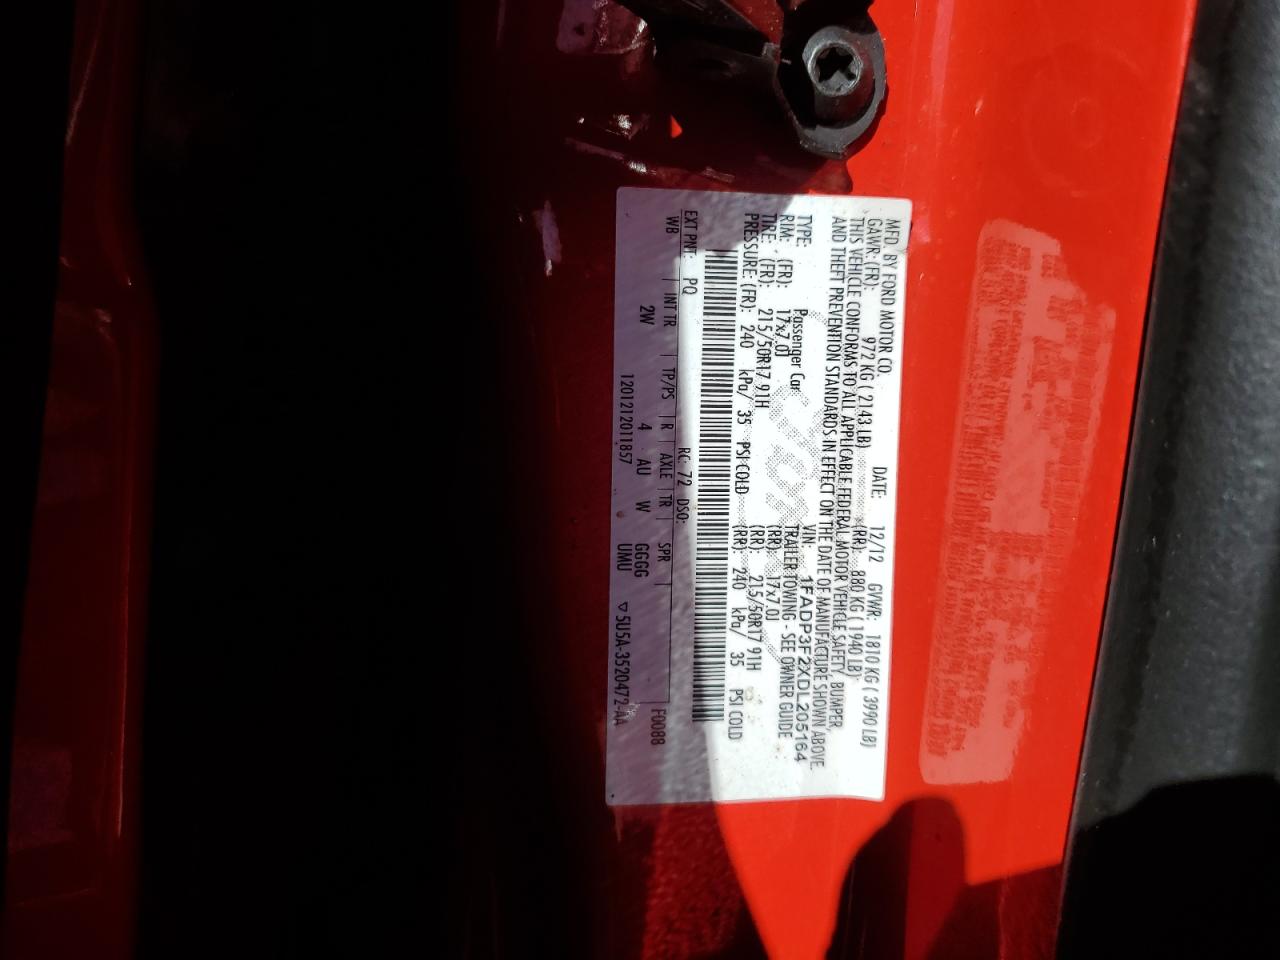 MFD. BY FORD MOTOR CO.
DATE: 12/12 GVWR: 1810 KG ( 3990 LB)
GAWR: (FR): 972 KG ( 2143 LB) (RR): 880 KG ( 1940 LB)
THIS VEHICLE CONFORMS TO ALL APPLICABLE FEDERAL MOTOR VEHICLE SAFETY, BUMPER,
AND THEFT PREVENTION STANDARDS IN EFFECT ON THE DATE OF MANUFACTURE SHOWN ABOVE.
VIN: 1FADP3F2XDL205164
TYPE: Passenger Car TRAILER TOWING - SEE OWNER GUIDE
RIM: (FR): 17x7.0J (RR): 17x7.0J
TIRE: (FR): 215/50R17 91H (RR): 215/50R17 91H
PRESSURE: (FR): 240 kPa/ 35 PSI COLD (RR): 240 kPa/ 35 PSI COLD
EXT PNT: PQ RC: 72 DSO: F0088
WB INT TR TP/PS R AXLE TR SPR
2W 4 AU W GGGG
1201212011857 UMU ▽5U5A-3520472-AA